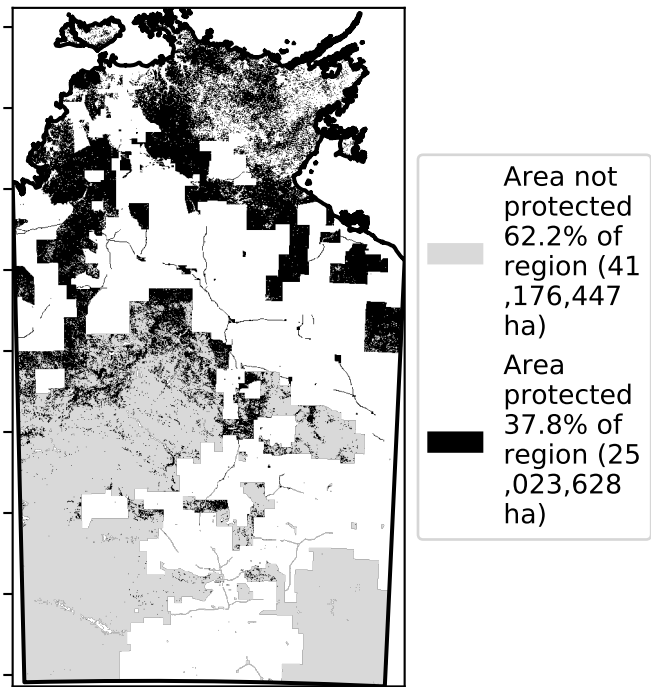 Area not
protected
62.2% of
region (41
,176,447
ha)
Area
protected
37.8% of
region (25
,023,628
ha)